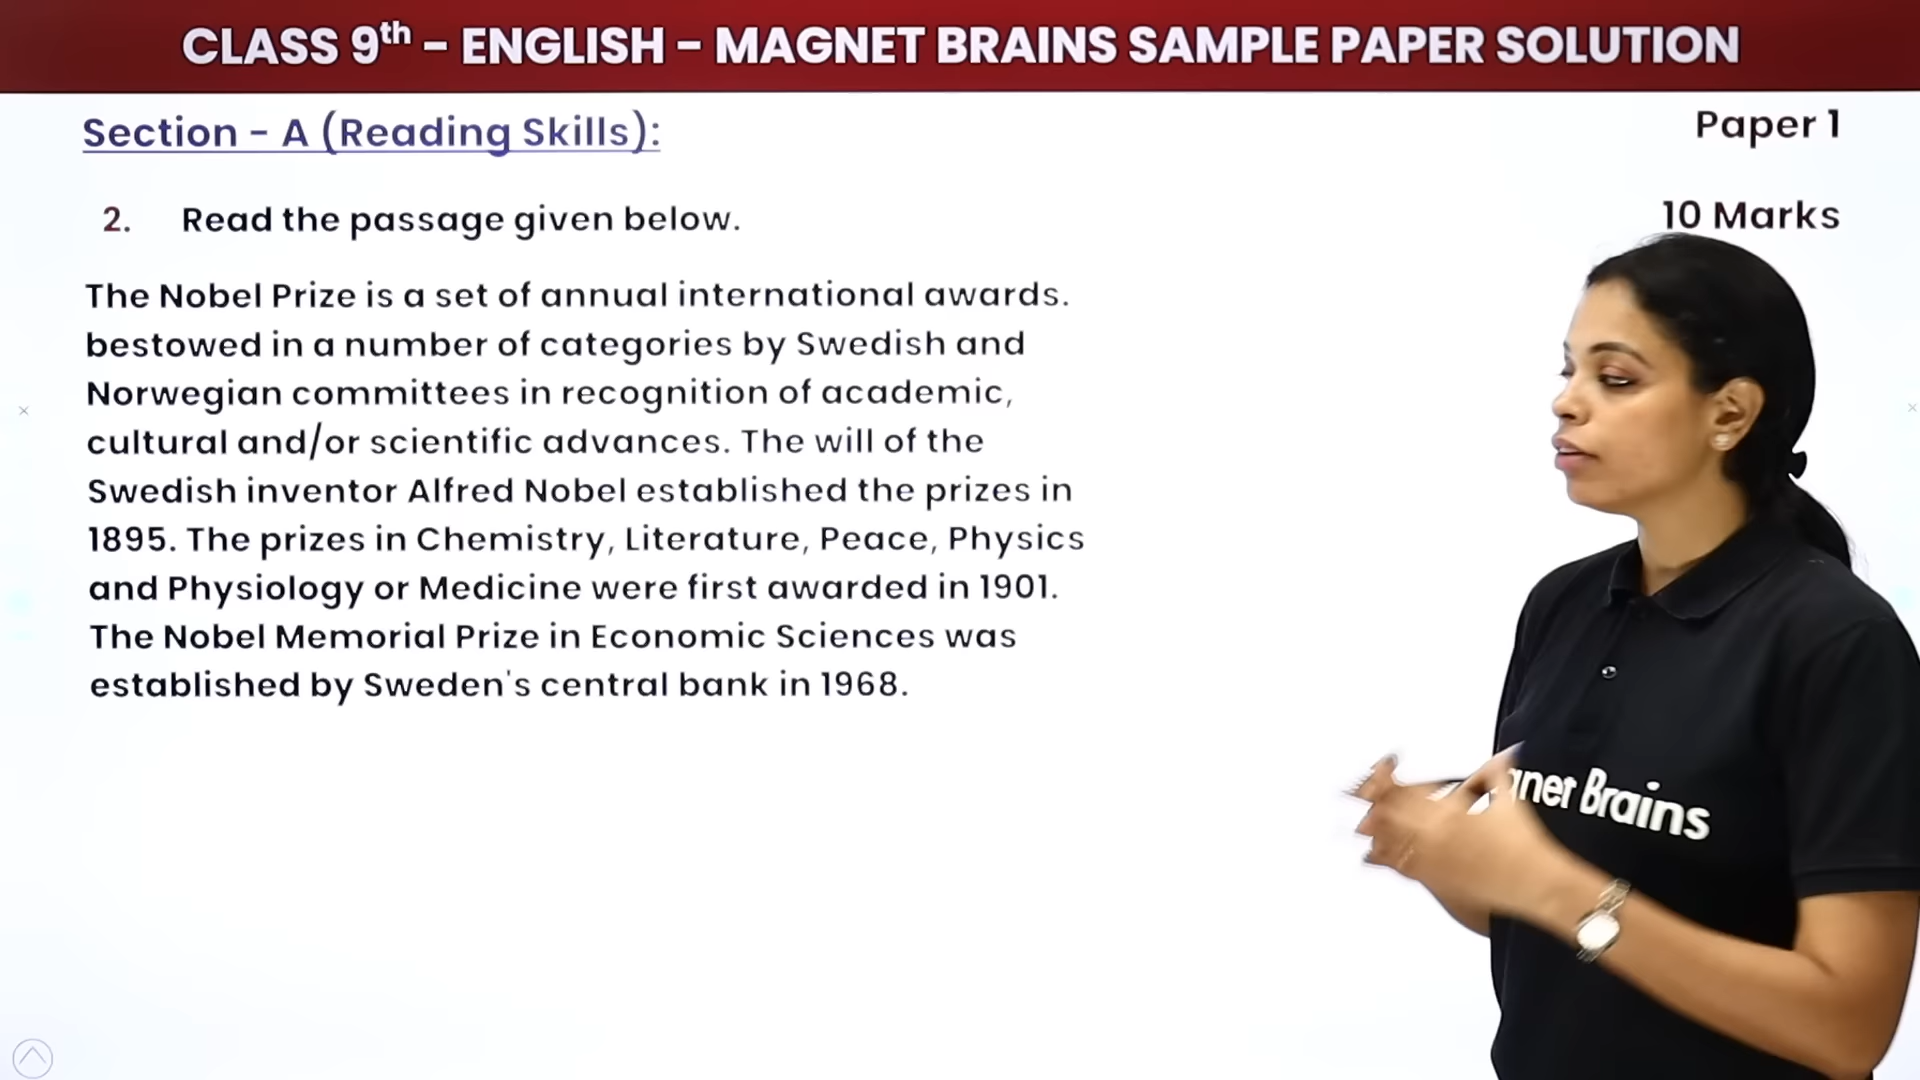 CLASS 9th – ENGLISH – MAGNET BRAINS SAMPLE PAPER SOLUTION
Section - A (Reading Skills):
Paper 1
2. Read the passage given below.
10 Marks
The Nobel Prize is a set of annual international awards.
bestowed in a number of categories by Swedish and
Norwegian committees in recognition of academic,
cultural and/or scientific advances. The will of the
Swedish inventor Alfred Nobel established the prizes in
1895. The prizes in Chemistry, Literature, Peace, Physics
and Physiology or Medicine were first awarded in 1901.
The Nobel Memorial Prize in Economic Sciences was
established by Sweden's central bank in 1968.
Brains